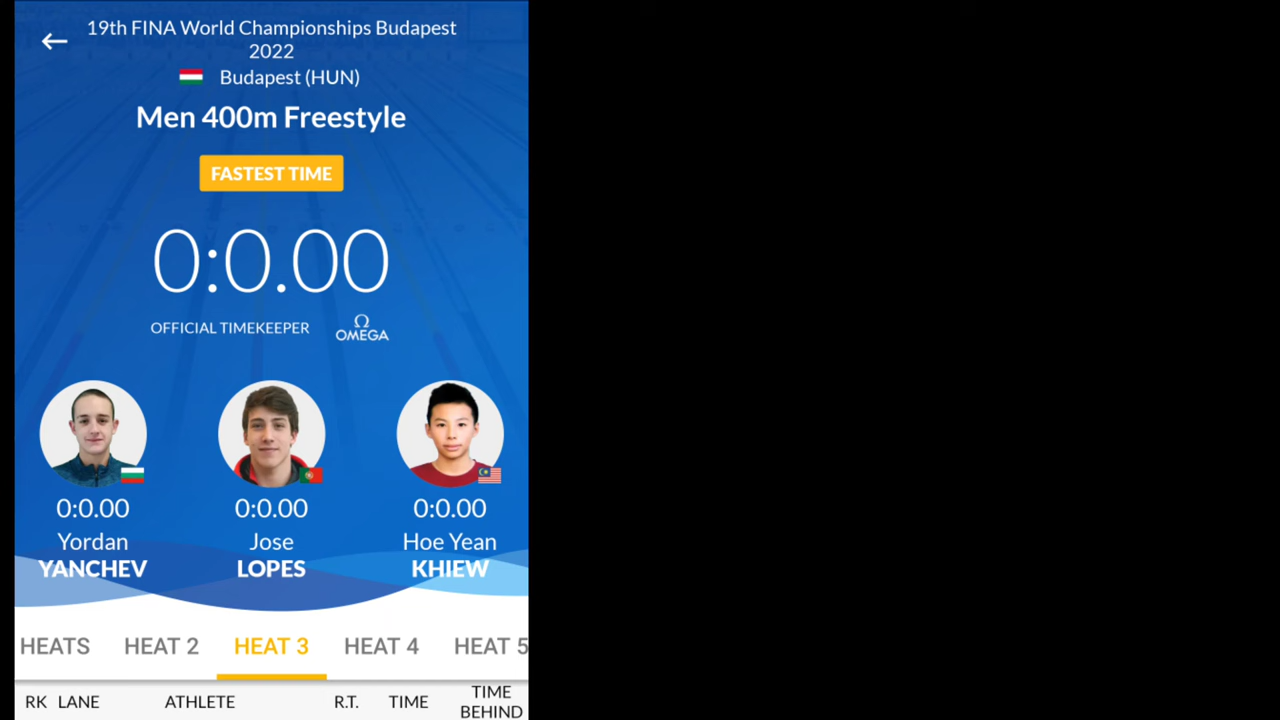 19th FINA World Championships Budapest
2022
Budapest (HUN)
Men 400m Freestyle
FASTEST TIME
0:0.00
OFFICIAL TIMEKEEPER
Ω
OMEGA
0:0.00
0:0.00
0:0.00
Yordan
Jose
Hoe Yean
YANCHEV
LOPES
KHIEW
HEATS
HEAT 2
HEAT 3
HEAT 4
HEAT 5
RK
LANE
ATHLETE
R.T.
TIME
TIME
BEHIND